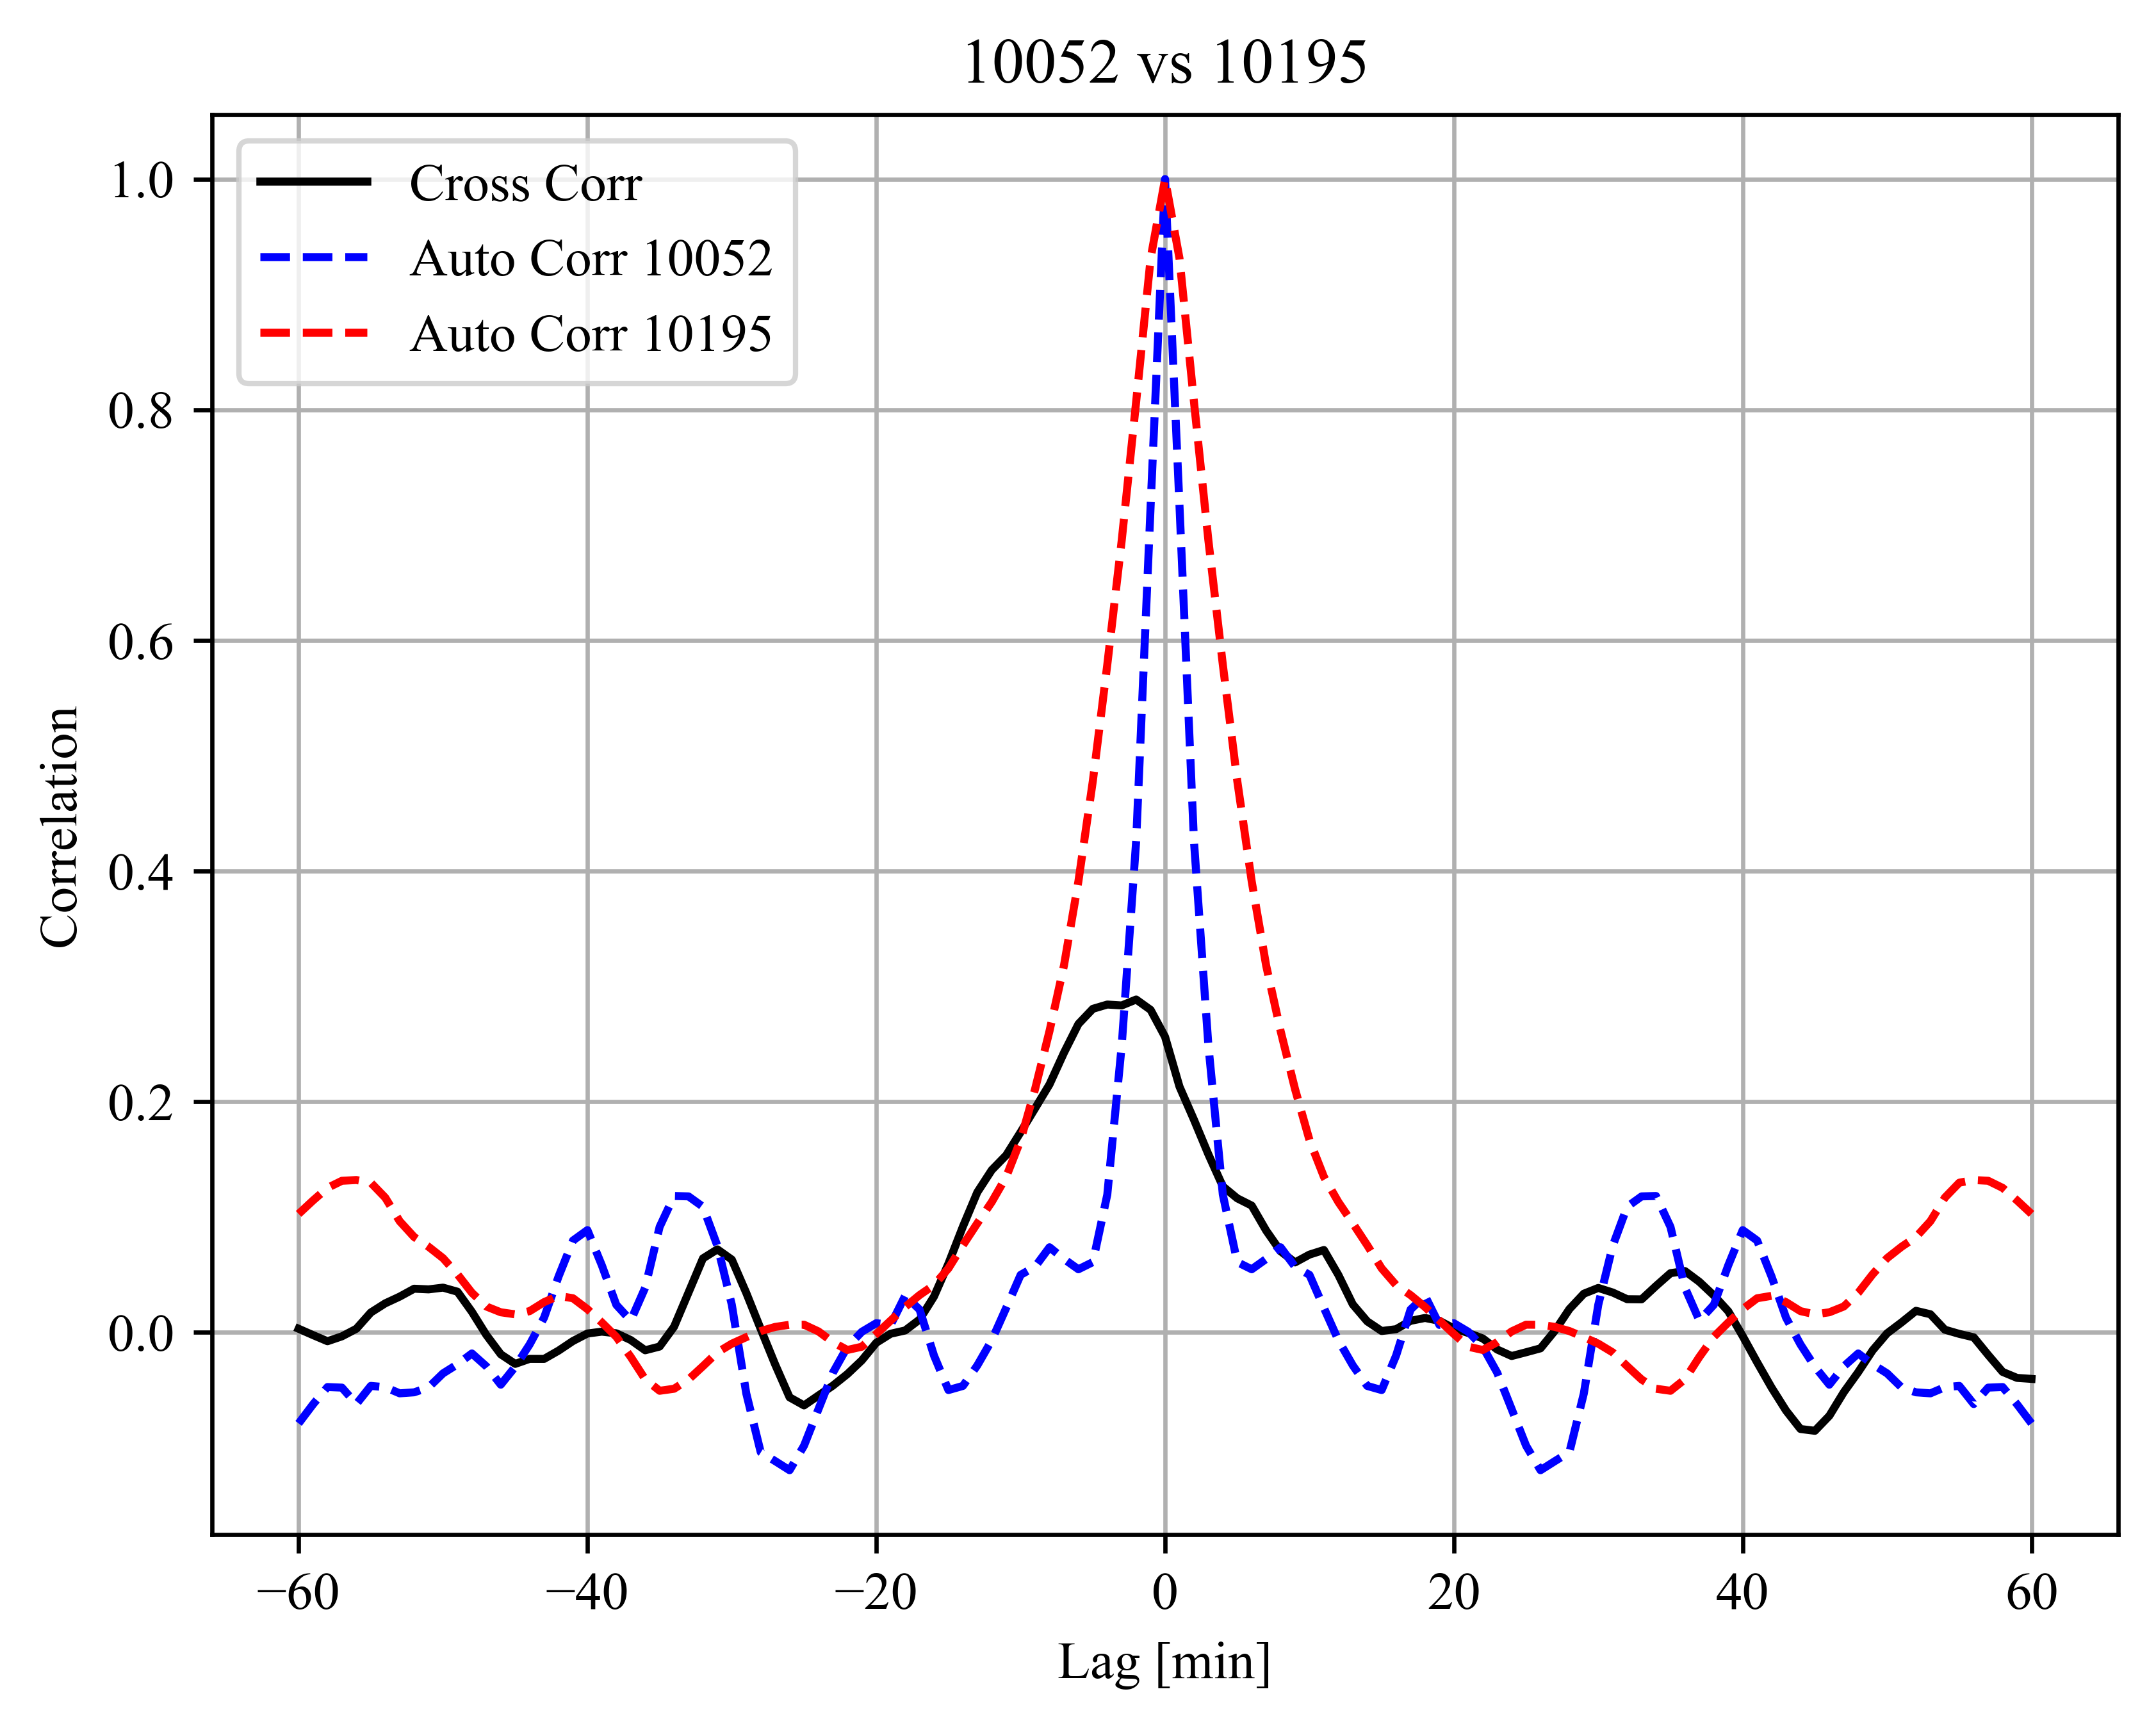 10052 vs 10195
Cross Corr
Auto Corr 10052
Auto Corr 10195
1.0
0.8
0.6
0.4
0.2
0.0
Correlation
−60
−40
−20
0
20
40
60
Lag [min]